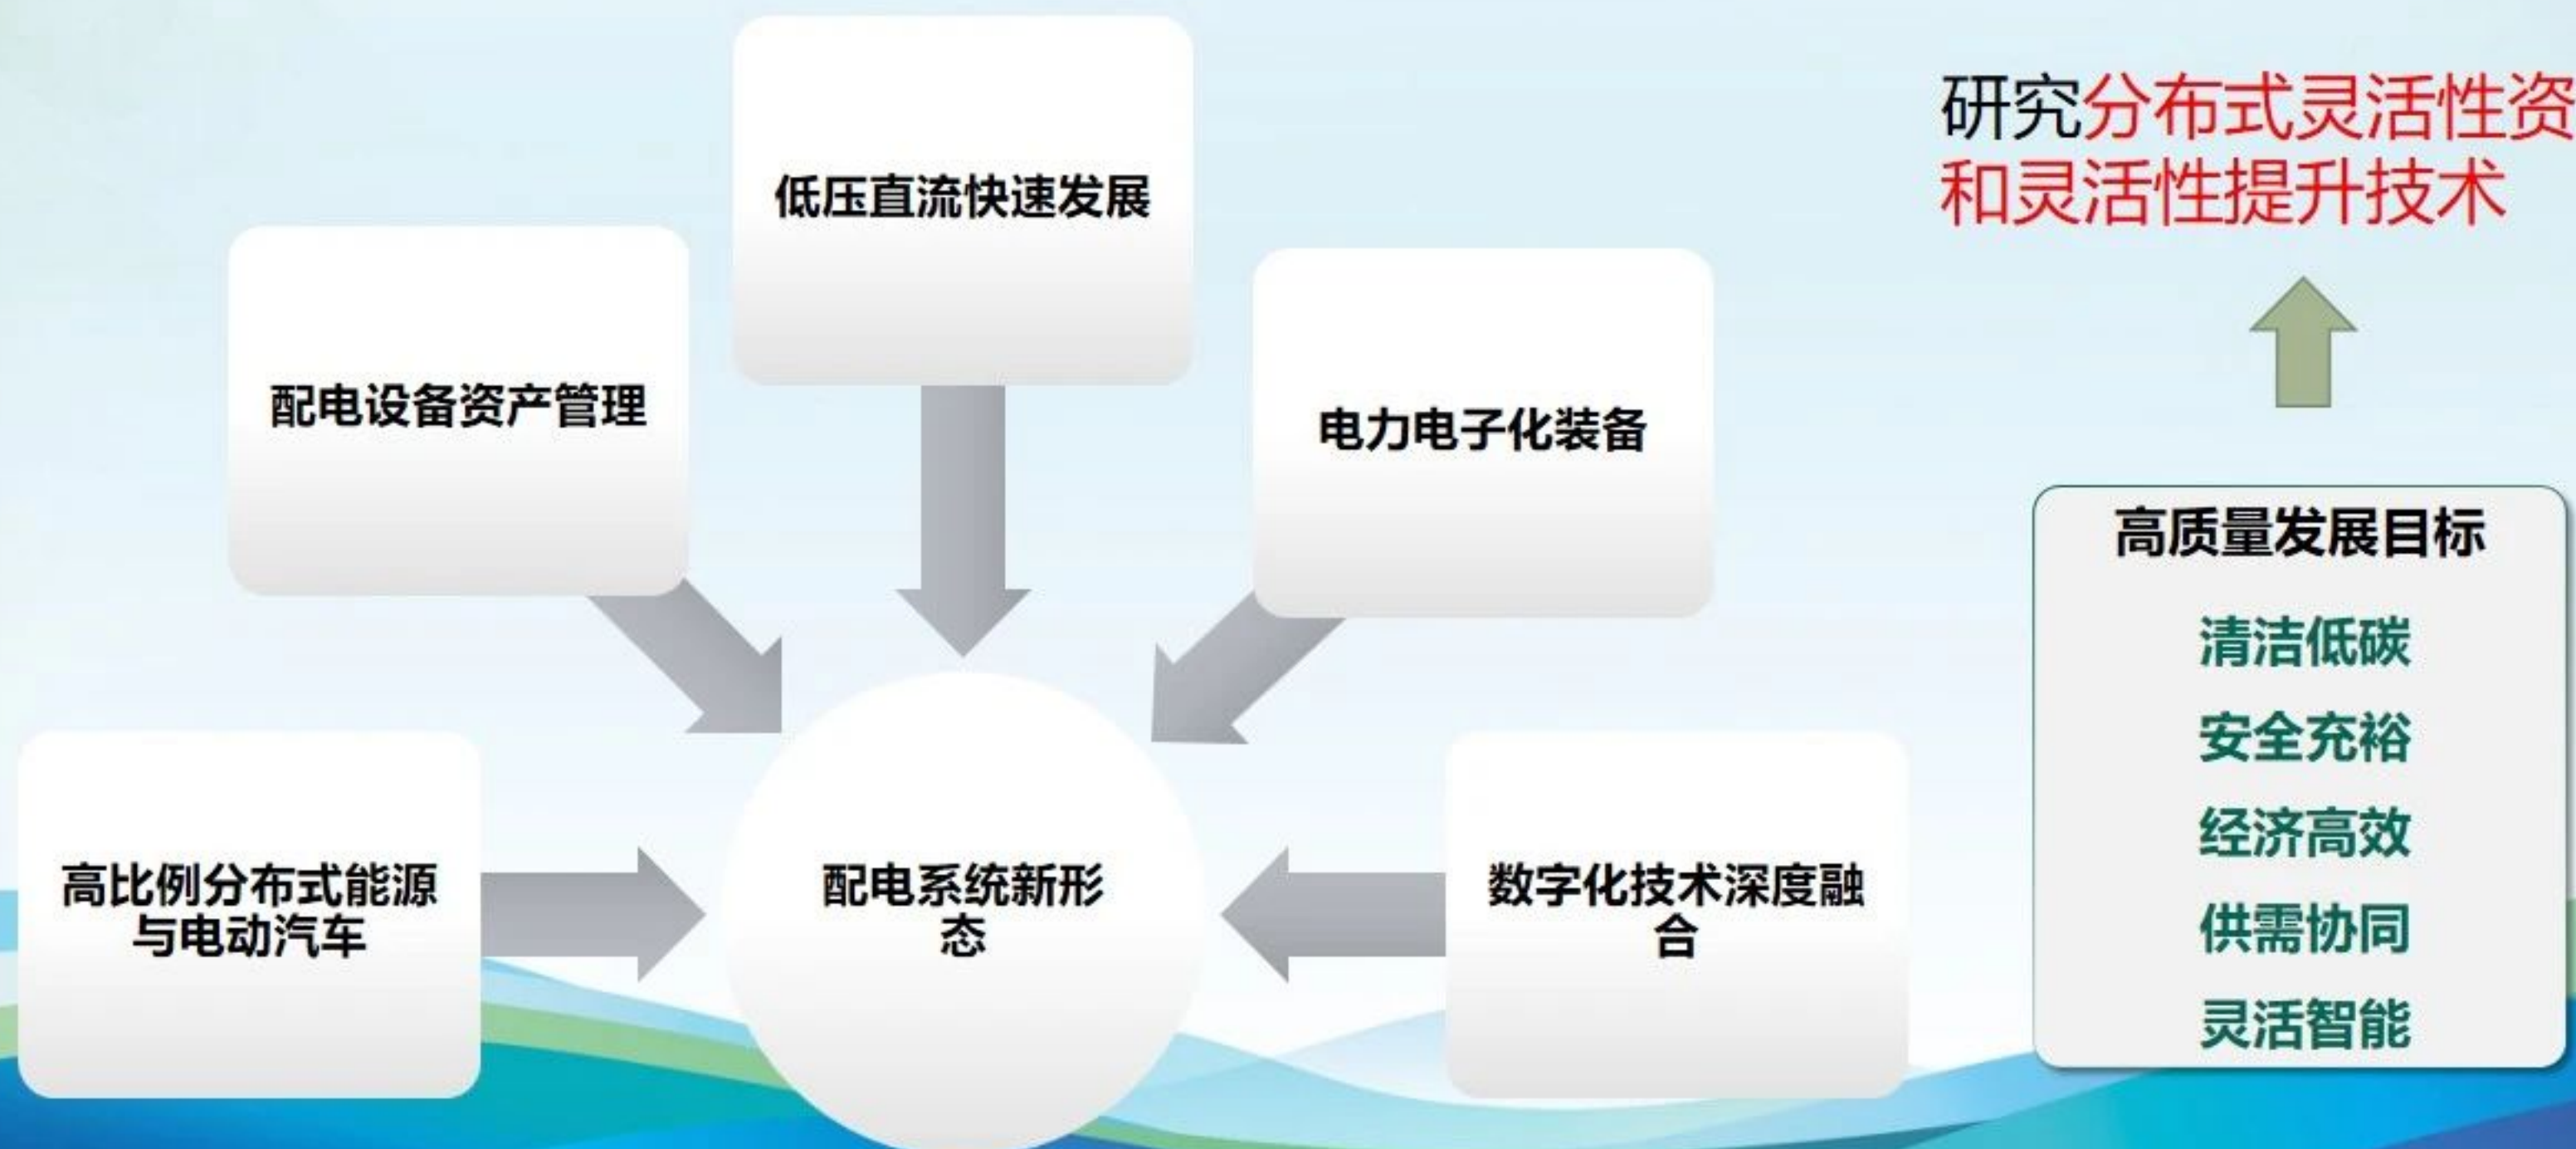 低压直流快速发展
配电设备资产管理
电力电子化装备
高比例分布式能源
与电动汽车
配电系统新形
态
数字化技术深度融
合
研究分布式灵活性资
和灵活性提升技术
高质量发展目标
清洁低碳
安全充裕
经济高效
供需协同
灵活智能